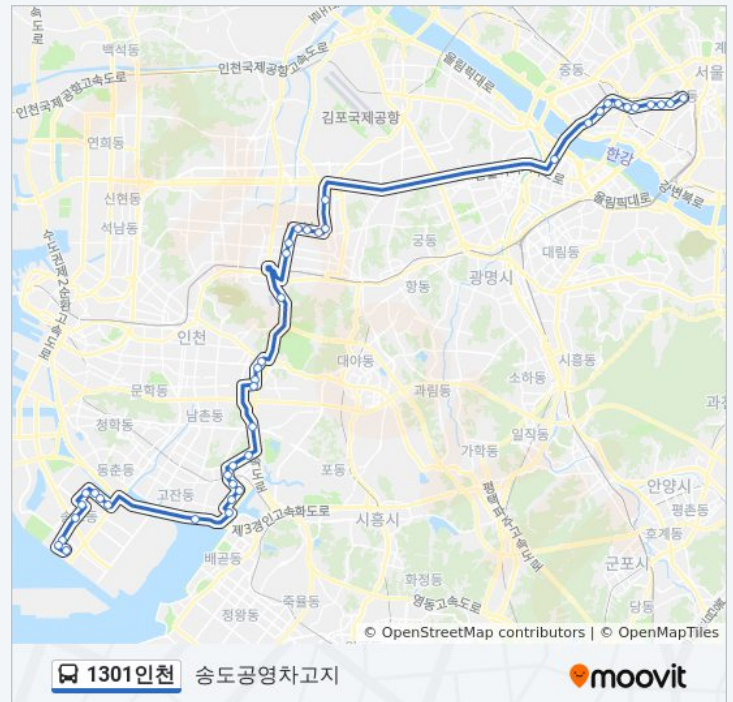 백석동
인천국제공항고속도로
인천국제공항고속도로
올림픽대로
중동
서울
김포국제공항
연희동
한강
신현동
강변북로
올림픽대로
석남동
궁동
대림동
수도권제2순환고속도로
항동
광명시
인천
대야동
시흥동
문학동
과림동
소하동
남촌동
청학동
일직동
가학동
동춘동
포동
고잔동
안양시
평촌동
시흥시
제3경인고속화도로
평택파주고속도로
호계동
배곧동
군포시
화정동
죽율동
영동고속도로
당동
정왕동
© OpenStreetMap contributors | © OpenMapTiles
1301인천 송도공영차고지
moovit